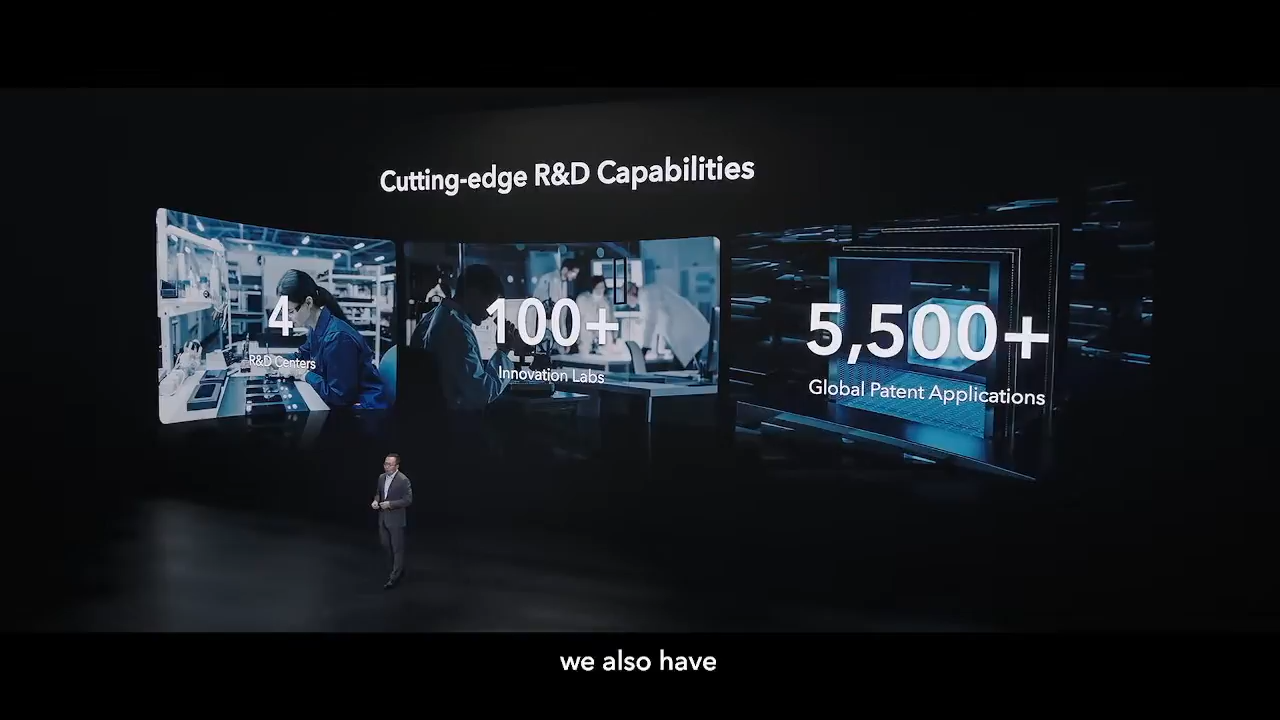 Cutting-edge R&D Capabilities
4
R&D Centers
100+
Innovation Labs
5,500+
Global Patent Applications
we also have